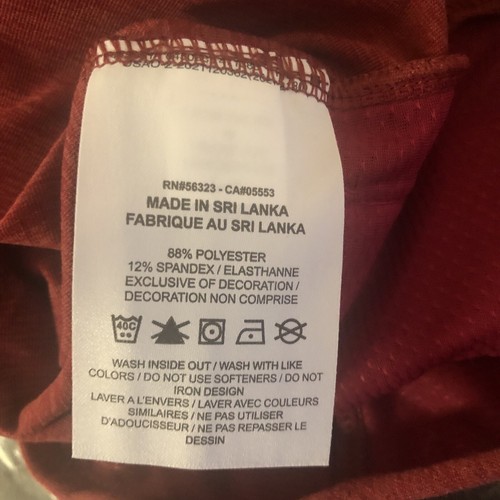 RN#56323 - CA#05553
MADE IN SRI LANKA
FABRIQUE AU SRI LANKA
88% POLYESTER
12% SPANDEX / ELASTHANNE
EXCLUSIVE OF DECORATION /
DECORATION NON COMPRISE
40C
WASH INSIDE OUT / WASH WITH LIKE
COLORS / DO NOT USE SOFTENERS / DO NOT
IRON DESIGN
LAVER A L'ENVERS / LAVER AVEC COULEURS
SIMILAIRES / NE PAS UTILISER
D'ADOUCISSEUR / NE PAS REPASSER LE
DESSIN